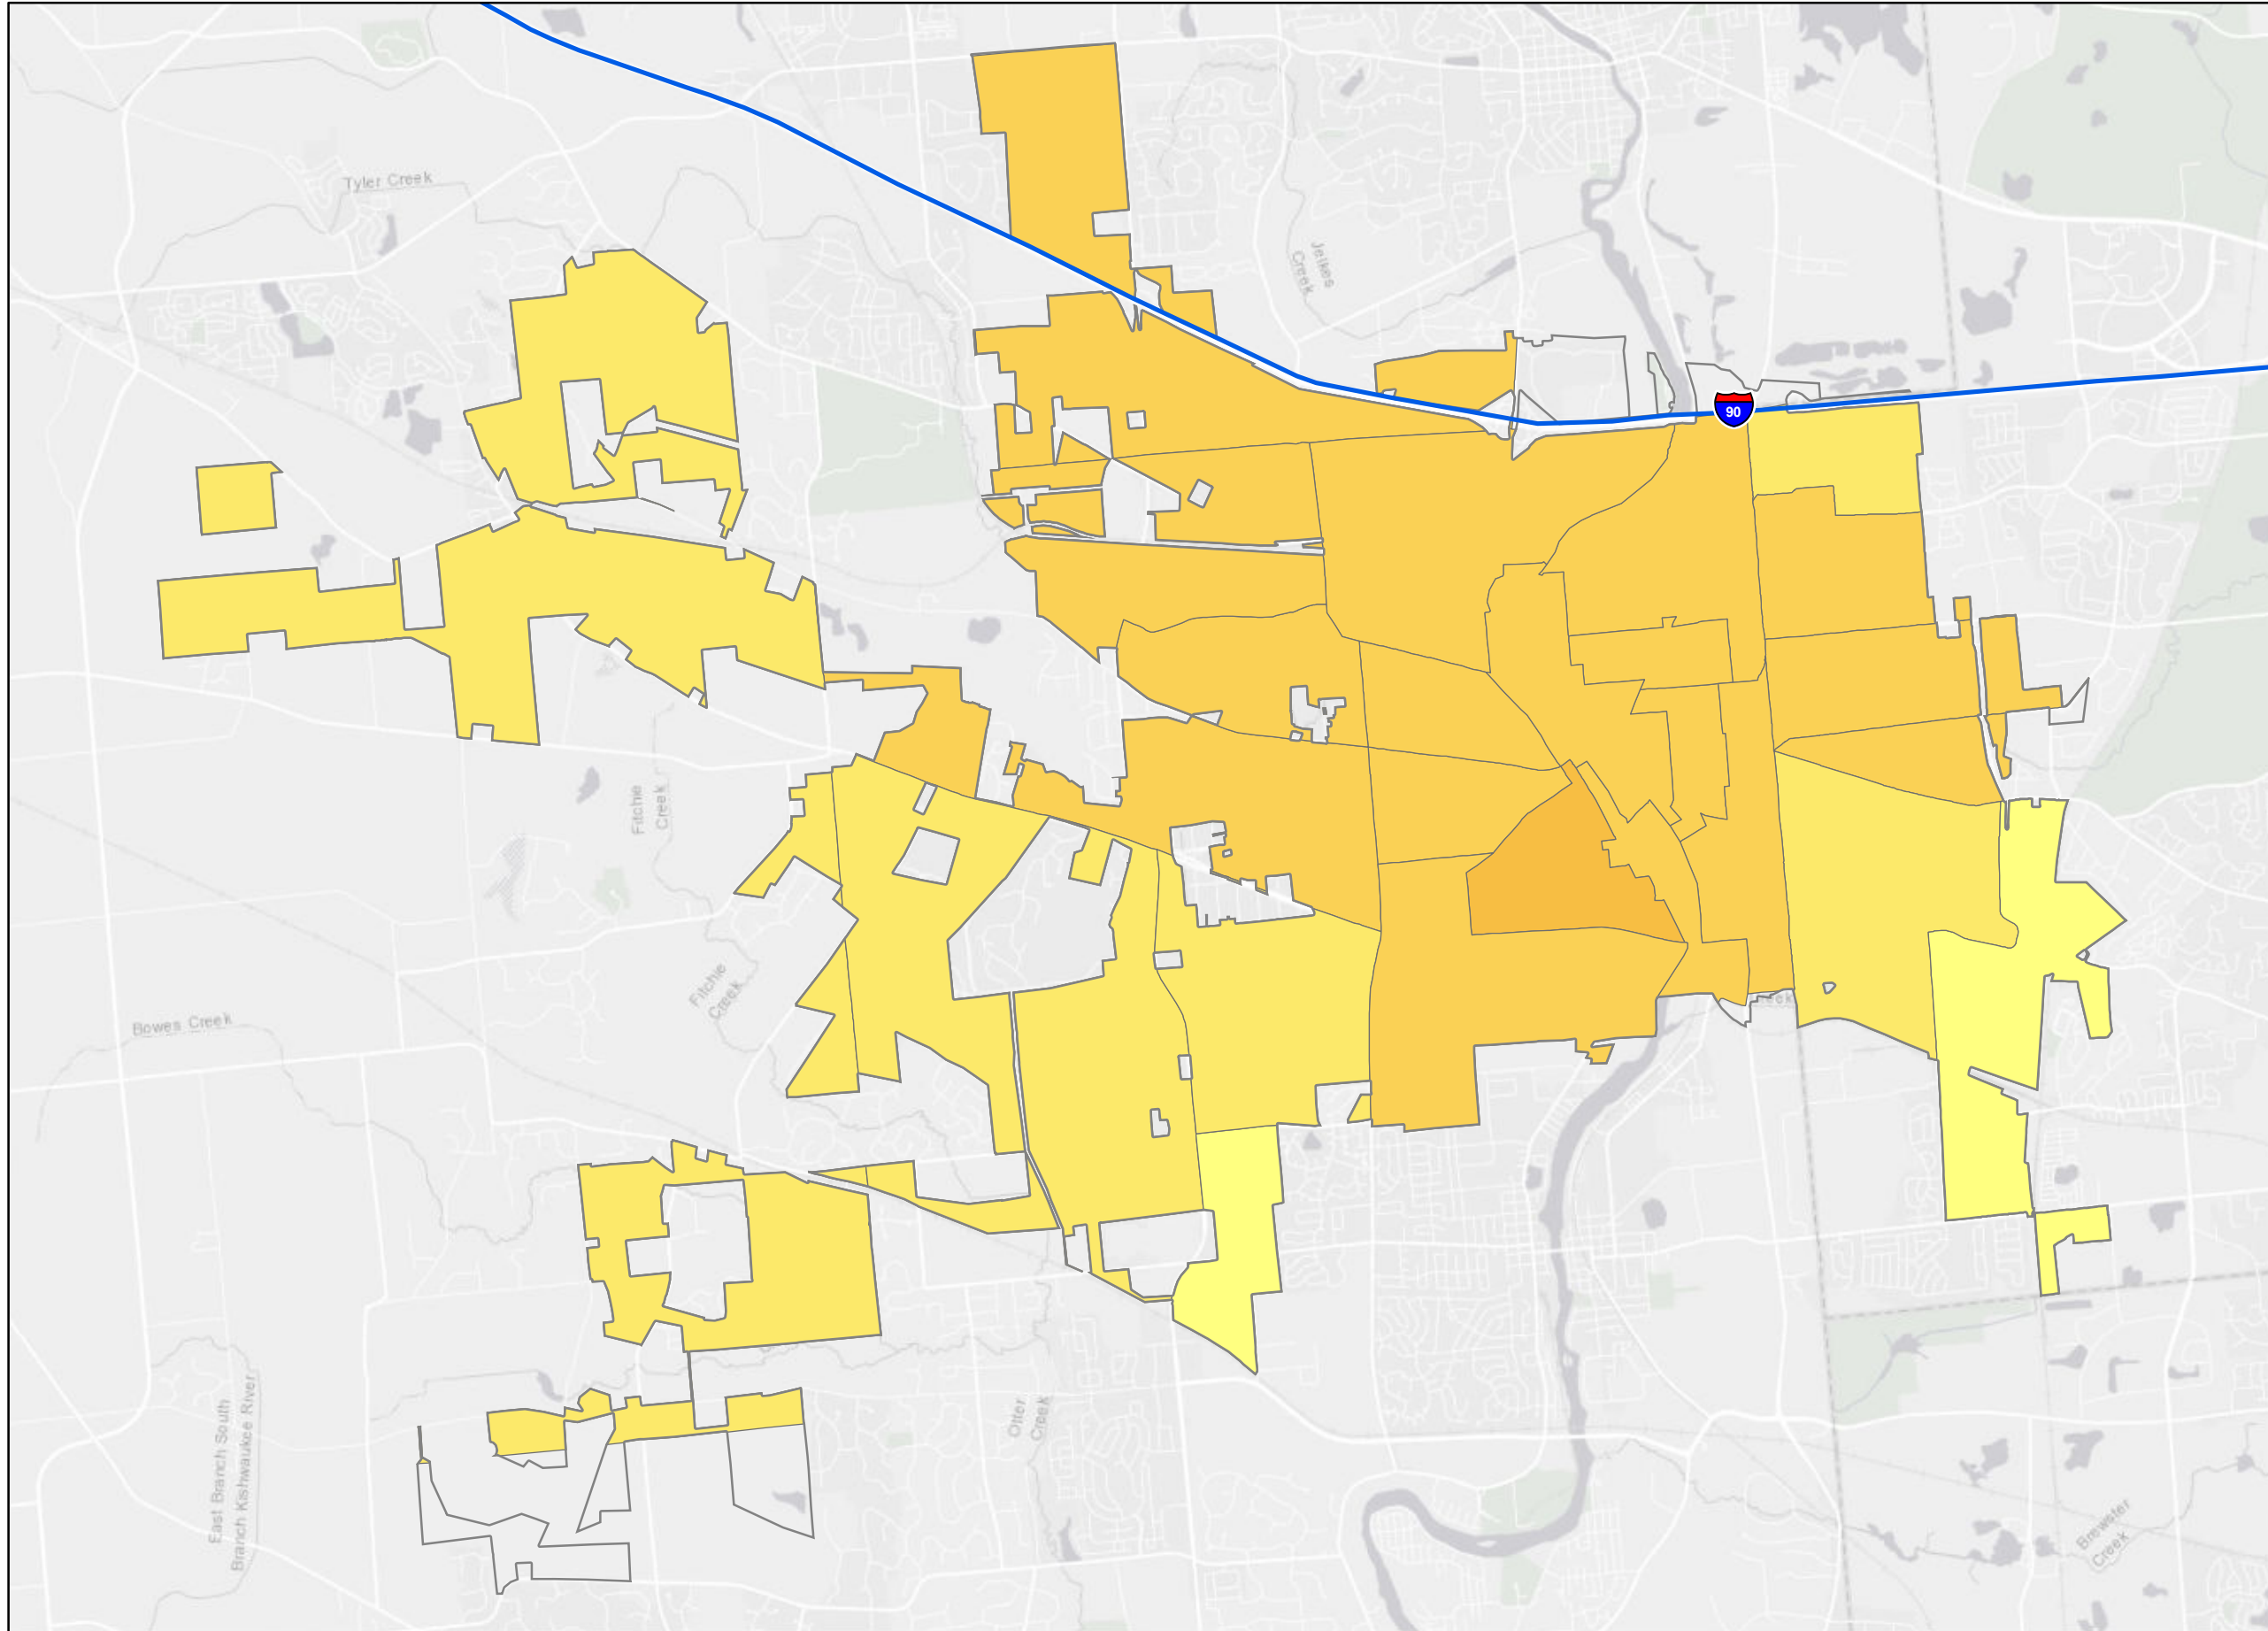 Tyler Creek
Jelkes
Creek
90
Fitchie
Creek
Fitchie
Creek
Bowes Creek
eek
East Branch South
Branch Kishwaukee River
Otter
Creek
Brewster
Creek